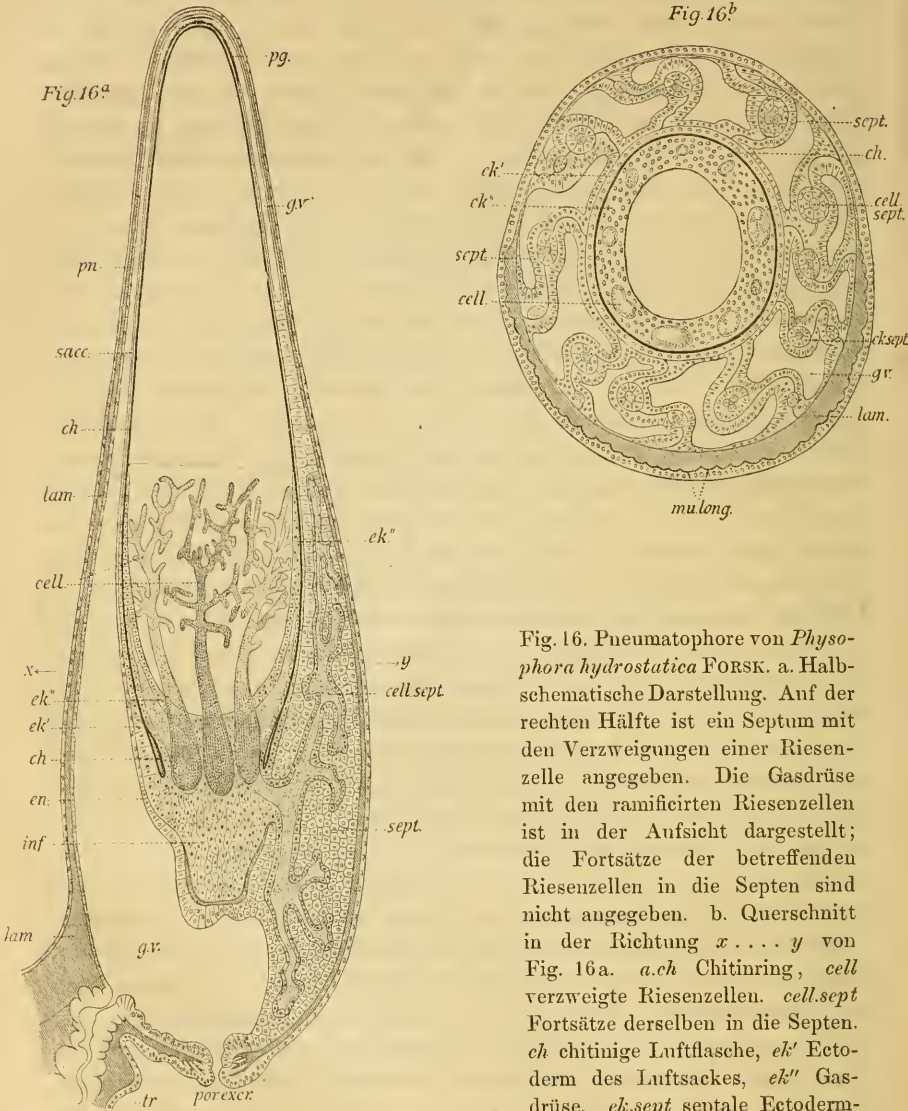 Fig. 16ª
pg.
g.v.
pn.
sacc.
ch
lam
ek."
cell.
x
y
cell.sept.
ek."
ek'
ch
en.
sept.
inf
lam
g.v.
tr
por.excr.
Fig. 16.b
sept.
ch.
ek'.
ek"
cell.
sept.
sept.
cell.
ek.sept.
g.v.
lam.
mu.long.
Fig. 16. Pneumatophore von Physo-
phora hydrostatica FORSK. a. Halb-
schematische Darstellung. Auf der
rechten Hälfte ist ein Septum mit
den Verzweigungen einer Riesen-
zelle angegeben. Die Gasdrüse
mit den ramificirten Riesenzellen
ist in der Aufsicht dargestellt;
die Fortsätze der betreffenden
Riesenzellen in die Septen sind
nicht angegeben. b. Querschnitt
in der Richtung x . . . . y von
Fig. 16a. a.ch Chitinring, cell
verzweigte Riesenzellen. cell.sept
Fortsätze derselben in die Septen.
ch chitinige Luftflasche, ek' Ecto-
derm des Luftsackes, ek" Gas-
drüse, ek.sept septale Ectoderm-